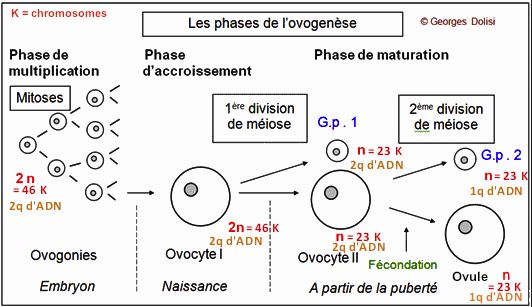 K = chromosomes
Les phases de l'ovogenèse
© Georges Dolisi
Phase de
multiplication
Phase
d'accroissement
Phase de maturation
Mitoses
1ère division
de méiose
2ème division
de méiose
G.p. 1
n = 23 K
2q d'ADN
G.p. 2
n = 23 K
1q d'ADN
2n
= 46 K
2q d'ADN
2n = 46 K
2q d'ADN
n = 23 K
2q d'ADN
Ovogonies
Ovocyte I
Ovocyte II
Fécondation
Ovule
n
= 23 K
1q d'ADN
Embryon
Naissance
A partir de la puberté